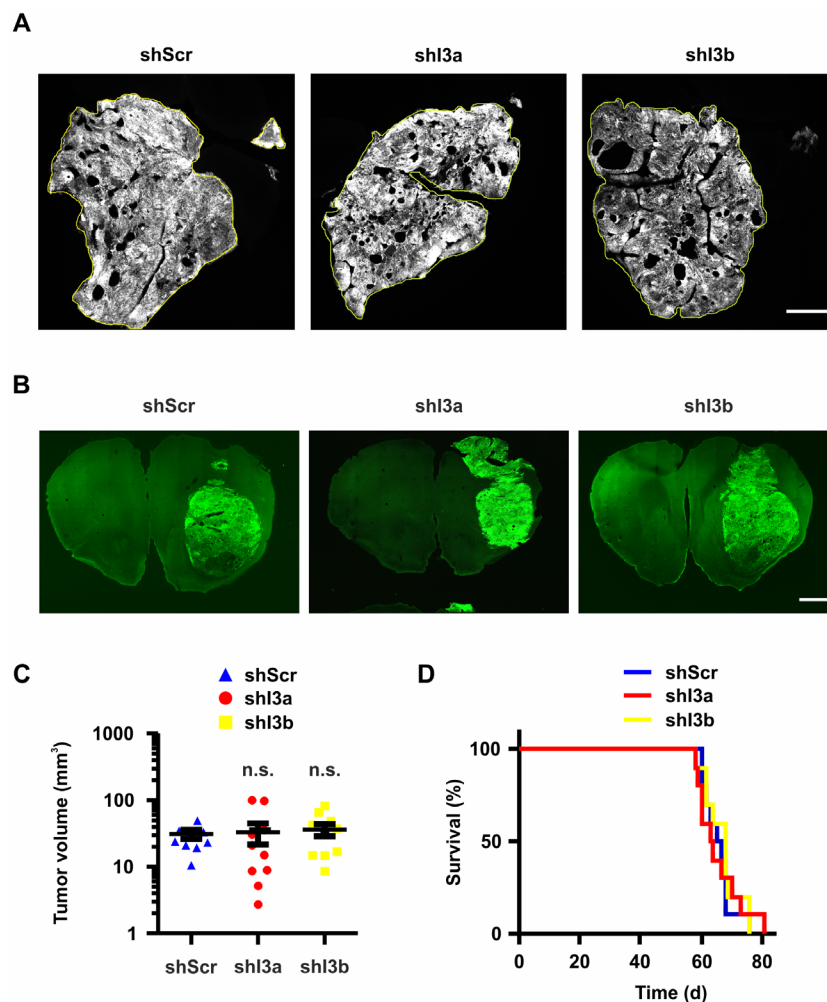 A
shScr shI3a shI3b
B
shScr shI3a shI3b
C
shScr
shI3a
shI3b
Tumor volume (mm³)
1000
100
10
1
n.s. n.s.
shScr shI3a shI3b
D
shScr
shI3a
shI3b
Survival (%)
100
50
0
0 20 40 60 80
Time (d)